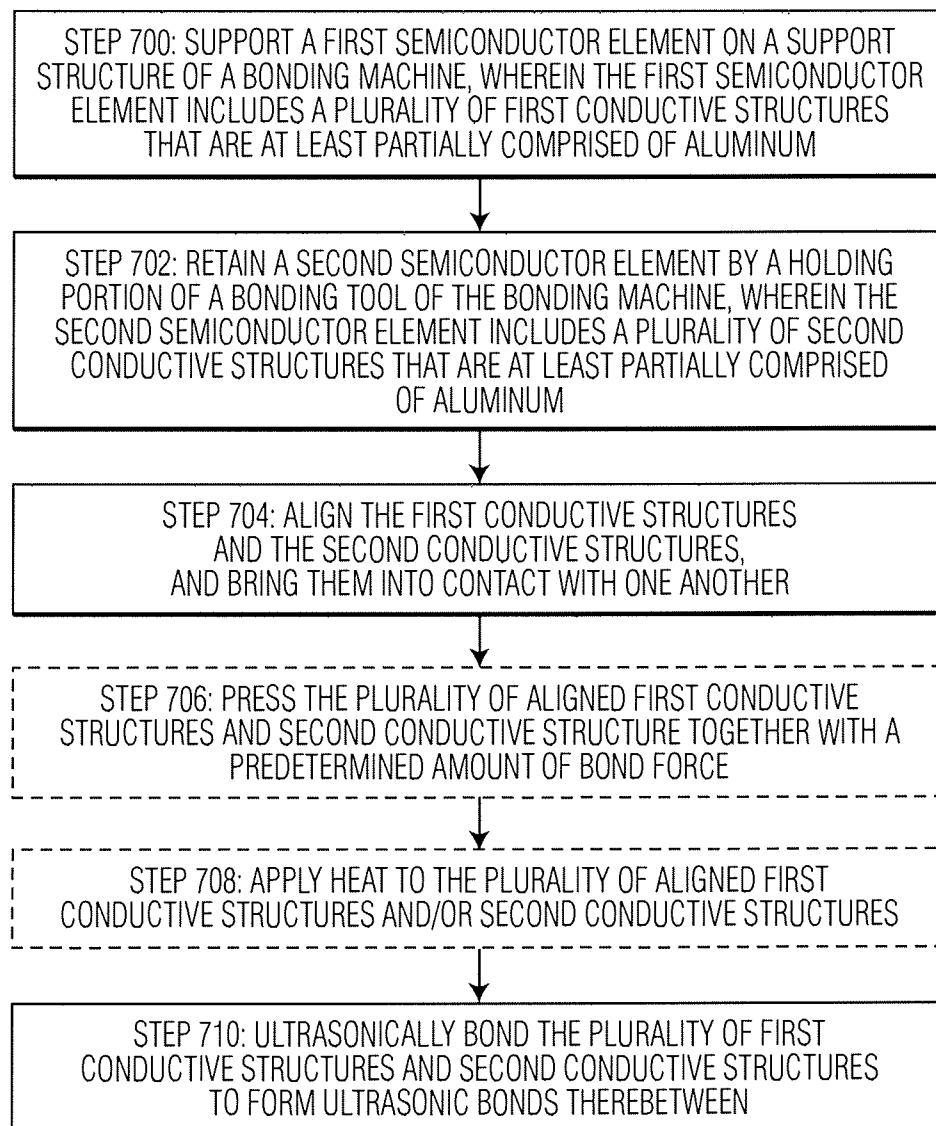 STEP 700: SUPPORT A FIRST SEMICONDUCTOR ELEMENT ON A SUPPORT
STRUCTURE OF A BONDING MACHINE, WHEREIN THE FIRST SEMICONDUCTOR
ELEMENT INCLUDES A PLURALITY OF FIRST CONDUCTIVE STRUCTURES
THAT ARE AT LEAST PARTIALLY COMPRISED OF ALUMINUM
STEP 702: RETAIN A SECOND SEMICONDUCTOR ELEMENT BY A HOLDING
PORTION OF A BONDING TOOL OF THE BONDING MACHINE, WHEREIN THE
SECOND SEMICONDUCTOR ELEMENT INCLUDES A PLURALITY OF SECOND
CONDUCTIVE STRUCTURES THAT ARE AT LEAST PARTIALLY COMPRISED
OF ALUMINUM
STEP 704: ALIGN THE FIRST CONDUCTIVE STRUCTURES
AND THE SECOND CONDUCTIVE STRUCTURES,
AND BRING THEM INTO CONTACT WITH ONE ANOTHER
STEP 706: PRESS THE PLURALITY OF ALIGNED FIRST CONDUCTIVE
STRUCTURES AND SECOND CONDUCTIVE STRUCTURE TOGETHER WITH A
PREDETERMINED AMOUNT OF BOND FORCE
STEP 708: APPLY HEAT TO THE PLURALITY OF ALIGNED FIRST
CONDUCTIVE STRUCTURES AND/OR SECOND CONDUCTIVE STRUCTURES
STEP 710: ULTRASONICALLY BOND THE PLURALITY OF FIRST
CONDUCTIVE STRUCTURES AND SECOND CONDUCTIVE STRUCTURES
TO FORM ULTRASONIC BONDS THEREBETWEEN